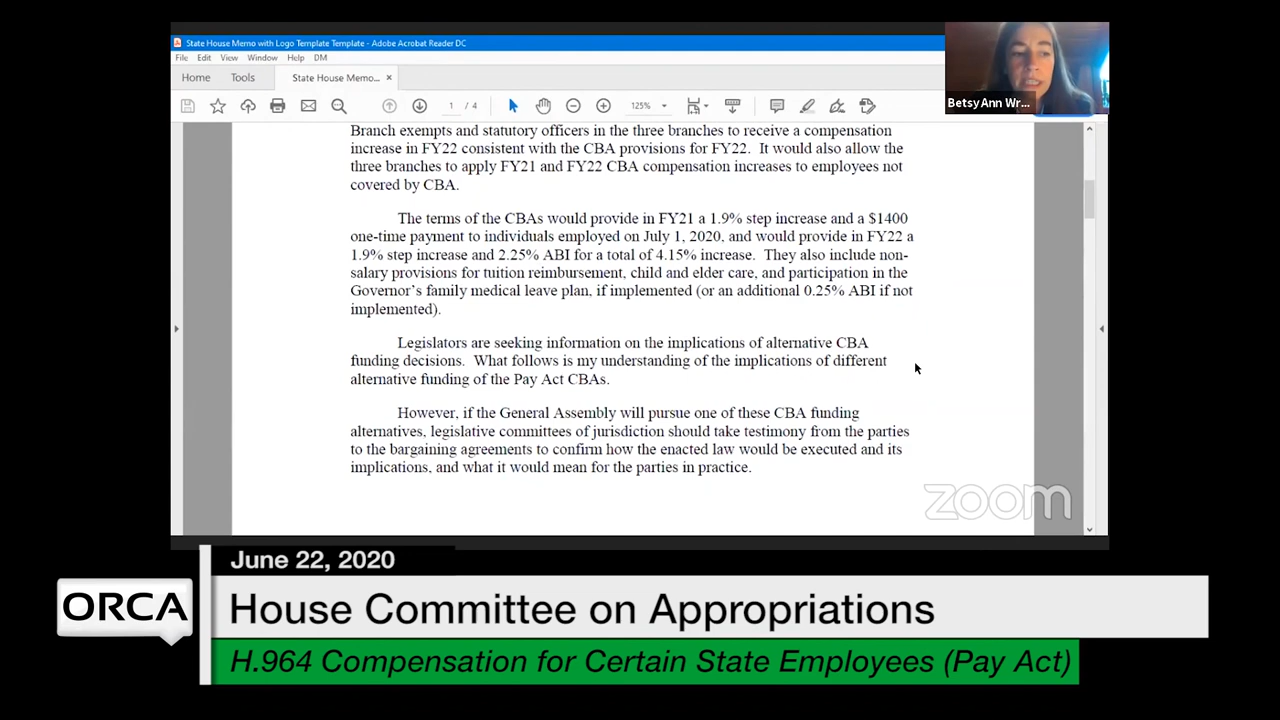 State House Memo with Logo Template Template - Adobe Acrobat Reader DC
File Edit View Window Help DM
Home Tools State House Memo... ×
1 / 4 125%
Betsy Ann Wr...
Branch exempts and statutory officers in the three branches to receive a compensation
increase in FY22 consistent with the CBA provisions for FY22. It would also allow the
three branches to apply FY21 and FY22 CBA compensation increases to employees not
covered by CBA.
The terms of the CBAs would provide in FY21 a 1.9% step increase and a $1400
one-time payment to individuals employed on July 1, 2020, and would provide in FY22 a
1.9% step increase and 2.25% ABI for a total of 4.15% increase. They also include non-
salary provisions for tuition reimbursement, child and elder care, and participation in the
Governor's family medical leave plan, if implemented (or an additional 0.25% ABI if not
implemented).
Legislators are seeking information on the implications of alternative CBA
funding decisions. What follows is my understanding of the implications of different
alternative funding of the Pay Act CBAs.
However, if the General Assembly will pursue one of these CBA funding
alternatives, legislative committees of jurisdiction should take testimony from the parties
to the bargaining agreements to confirm how the enacted law would be executed and its
implications, and what it would mean for the parties in practice.
zoom
June 22, 2020
ORCA
House Committee on Appropriations
H.964 Compensation for Certain State Employees (Pay Act)